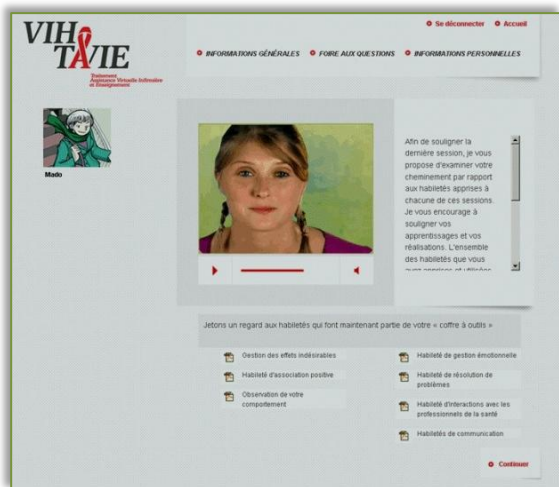 VIH
TAVIE
Traitement
Assistance Virtuelle Infirmière
et Enseignement
Se déconnecter
Accueil
INFORMATIONS GÉNÉRALES
FOIRE AUX QUESTIONS
INFORMATIONS PERSONNELLES
Mado
Afin de souligner la
dernière session, je vous
propose d'examiner votre
cheminement par rapport
aux habiletés apprises à
chacune de ces sessions.
Je vous encourage à
souligner vos
apprentissages et vos
réalisations. L'ensemble
des habiletés que vous
avez apprises et utilisées
Jetons un regard aux habiletés qui font maintenant partie de votre « coffre à outils »
Gestion des effets indésirables
Habileté d'association positive
Observation de votre
comportement
Habileté de gestion émotionnelle
Habileté de résolution de
problèmes
Habileté d'interactions avec les
professionnels de la santé
Habiletés de communication
Continuer